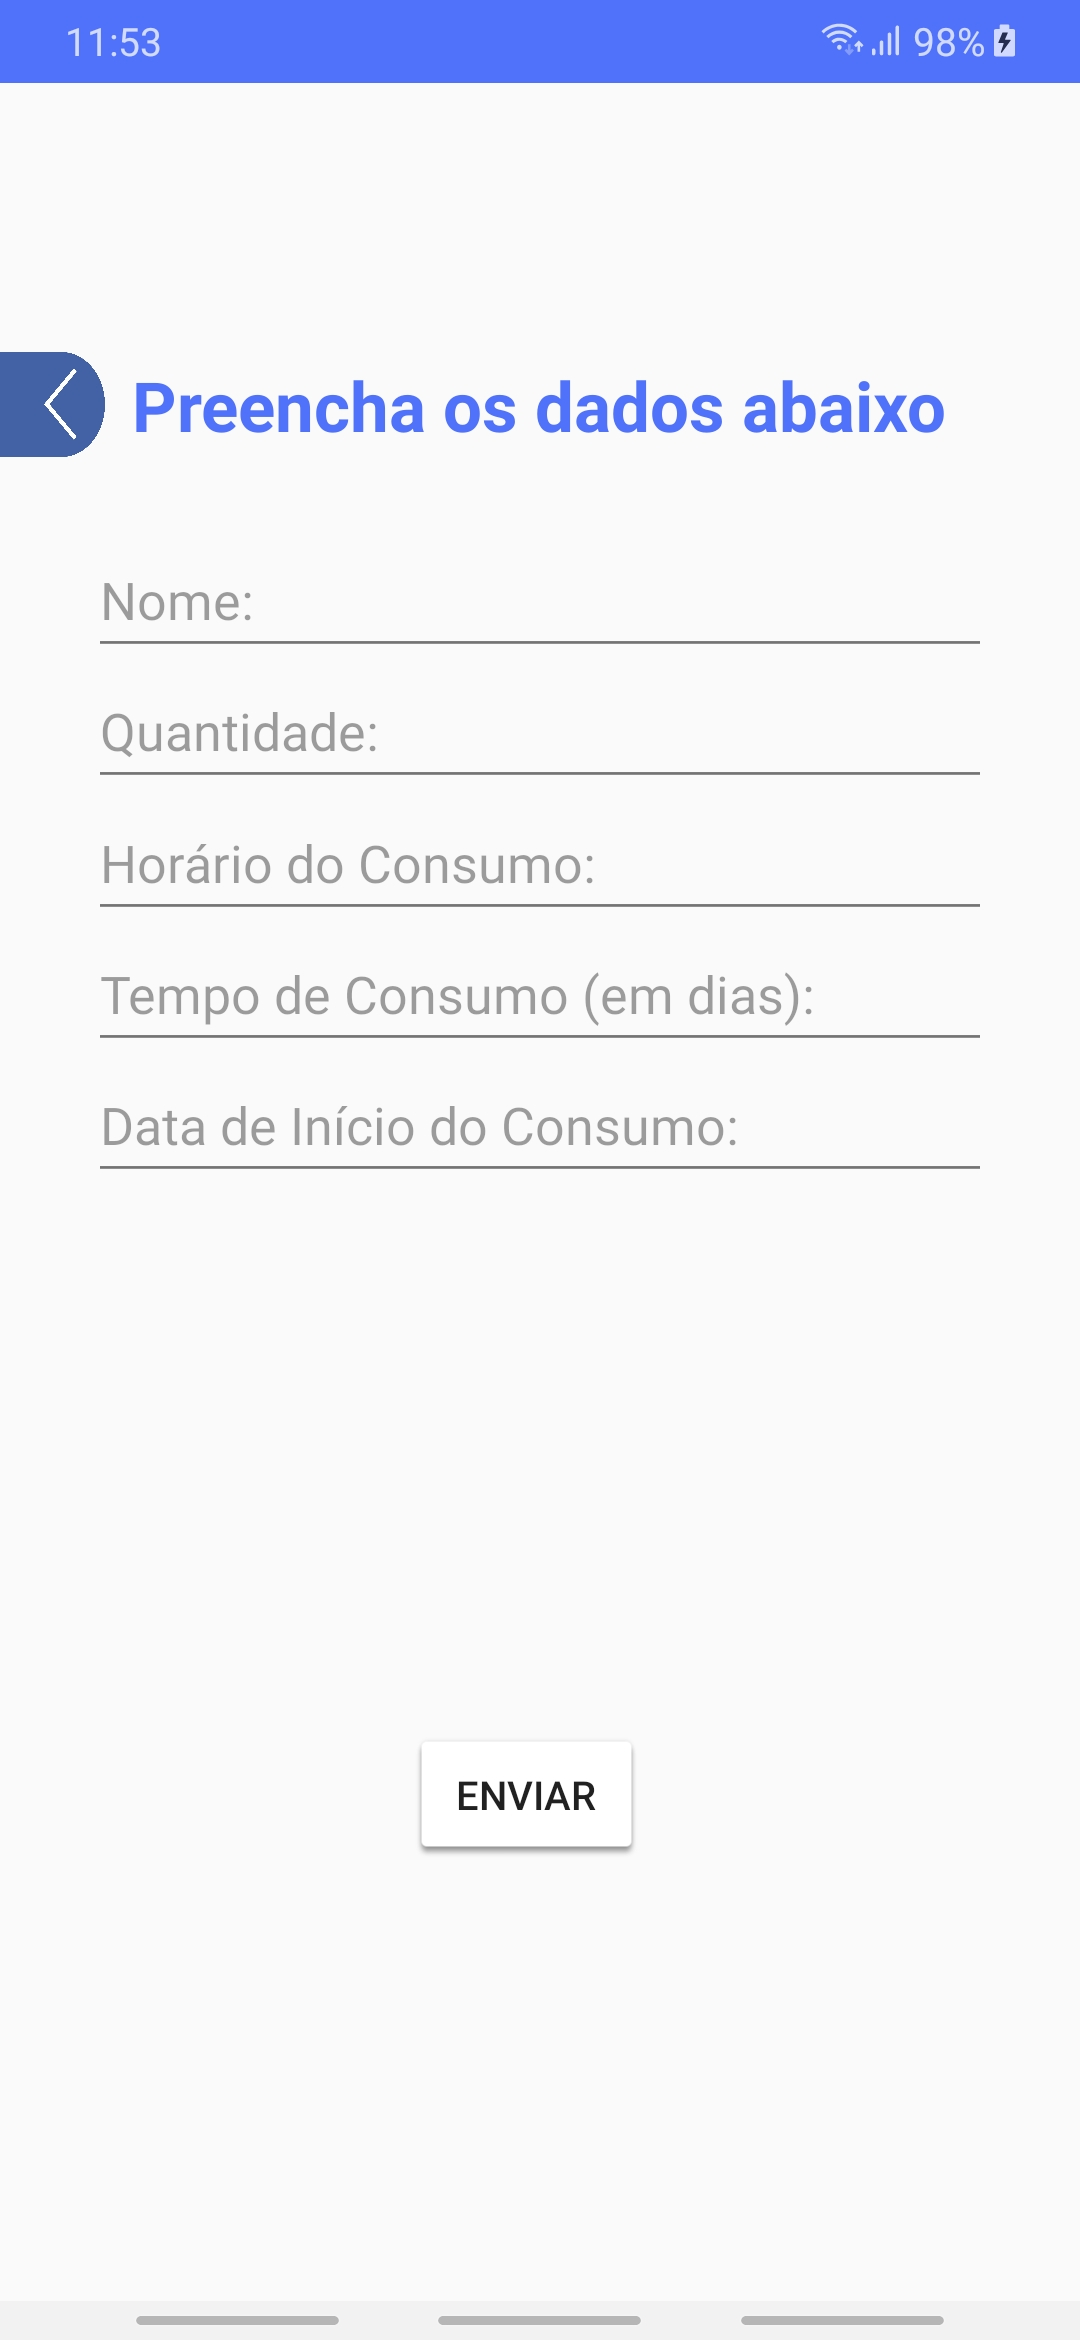 11:53 98%
Preencha os dados abaixo
Nome:
Quantidade:
Horário do Consumo:
Tempo de Consumo (em dias):
Data de Início do Consumo:
ENVIAR